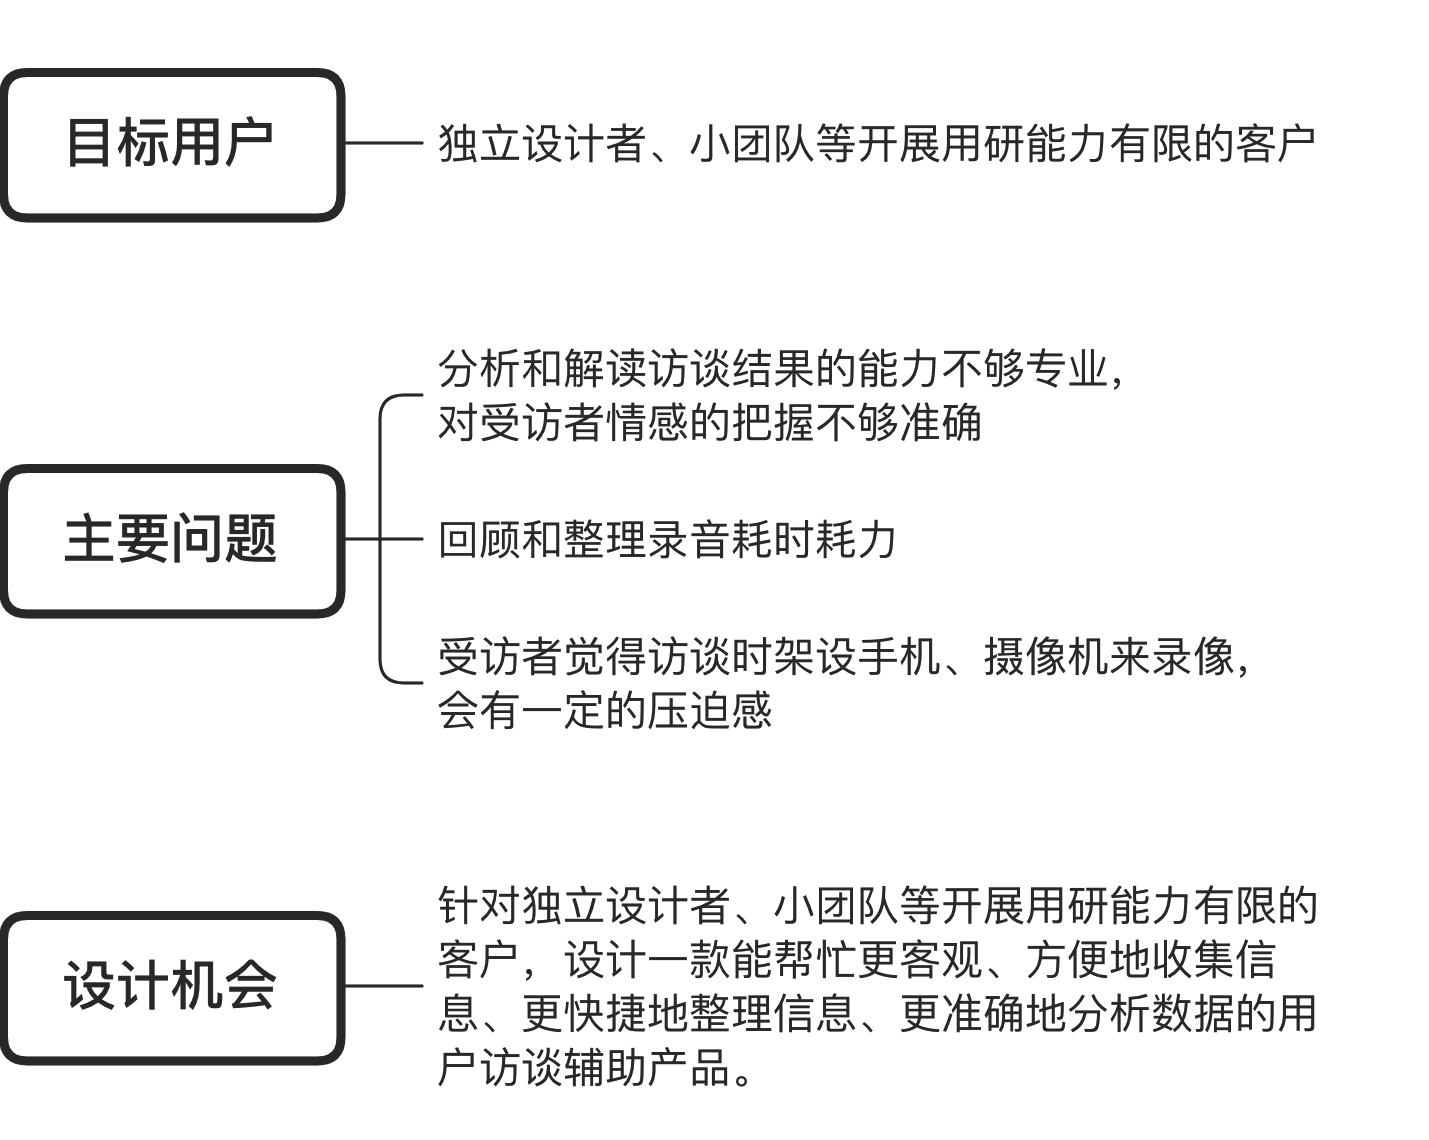 目标用户
独立设计者、小团队等开展用研能力有限的客户
主要问题
分析和解读访谈结果的能力不够专业，
对受访者情感的把握不够准确
回顾和整理录音耗时耗力
受访者觉得访谈时架设手机、摄像机来录像，
会有一定的压迫感
设计机会
针对独立设计者、小团队等开展用研能力有限的
客户，设计一款能帮忙更客观、方便地收集信
息、更快捷地整理信息、更准确地分析数据的用
户访谈辅助产品。